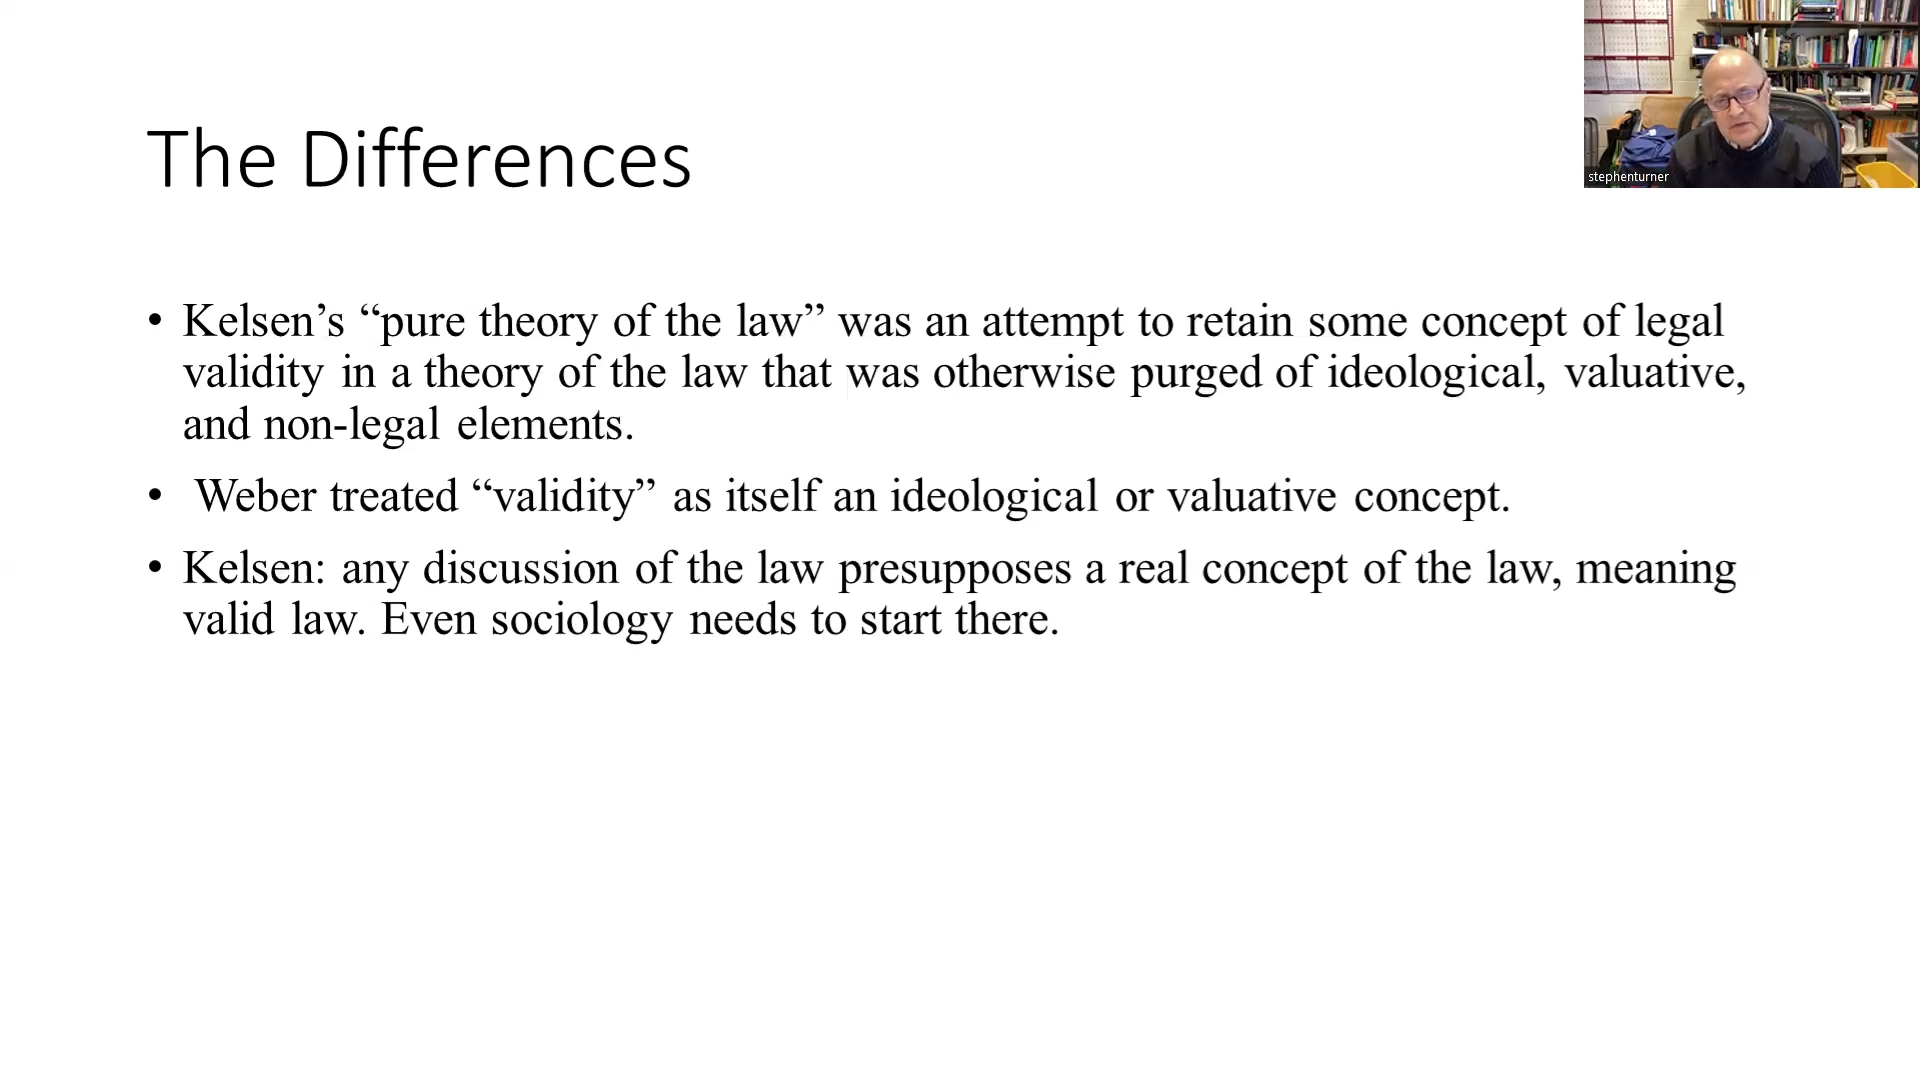 The Differences
stephenturner
• Kelsen’s “pure theory of the law” was an attempt to retain some concept of legal
validity in a theory of the law that was otherwise purged of ideological, valuative,
and non-legal elements.
• Weber treated “validity” as itself an ideological or valuative concept.
• Kelsen: any discussion of the law presupposes a real concept of the law, meaning
valid law. Even sociology needs to start there.